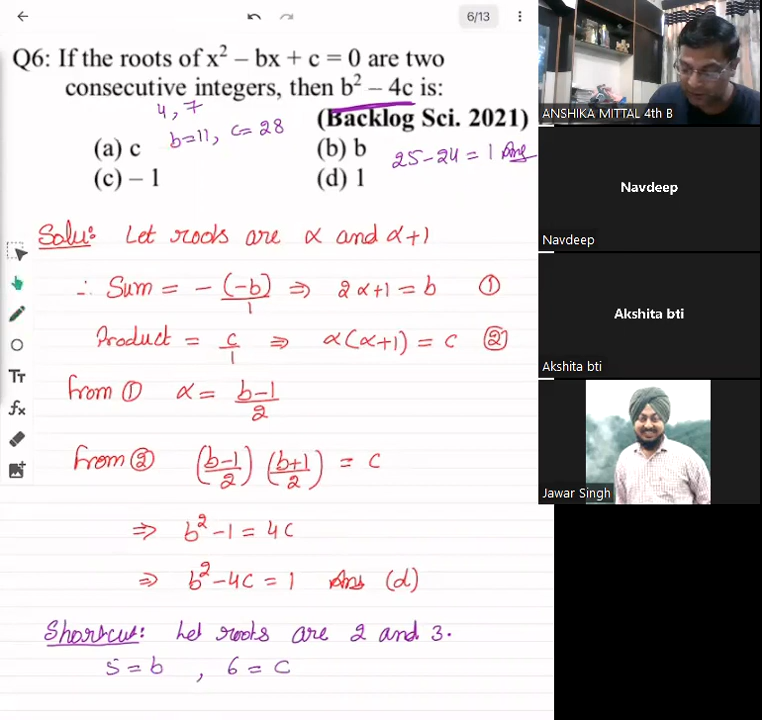 6/13
Q6: If the roots of x² – bx + c = 0 are two
consecutive integers, then b² – 4c is:
4, 7
(Backlog Sci. 2021)
b=11, c=28
(a) c
(b) b
25-24 = 1 Ans
(c) – 1
(d) 1
Solu: Let roots are α and α+1
∴ Sum = - (-b)/1 ⇒ 2α+1 = b ①
Product = c/1 ⇒ α(α+1) = c ②
From ① α = b-1/2
From ② (b-1/2) (b+1/2) = c
⇒ b²-1 = 4c
⇒ b²-4c = 1 Ans (d)
Shortcut: Let roots are 2 and 3.
5 = b , 6 = c
Tт
fx
ANSHIKA MITTAL 4th B
Navdeep
Navdeep
Akshita bti
Akshita bti
Jawar Singh